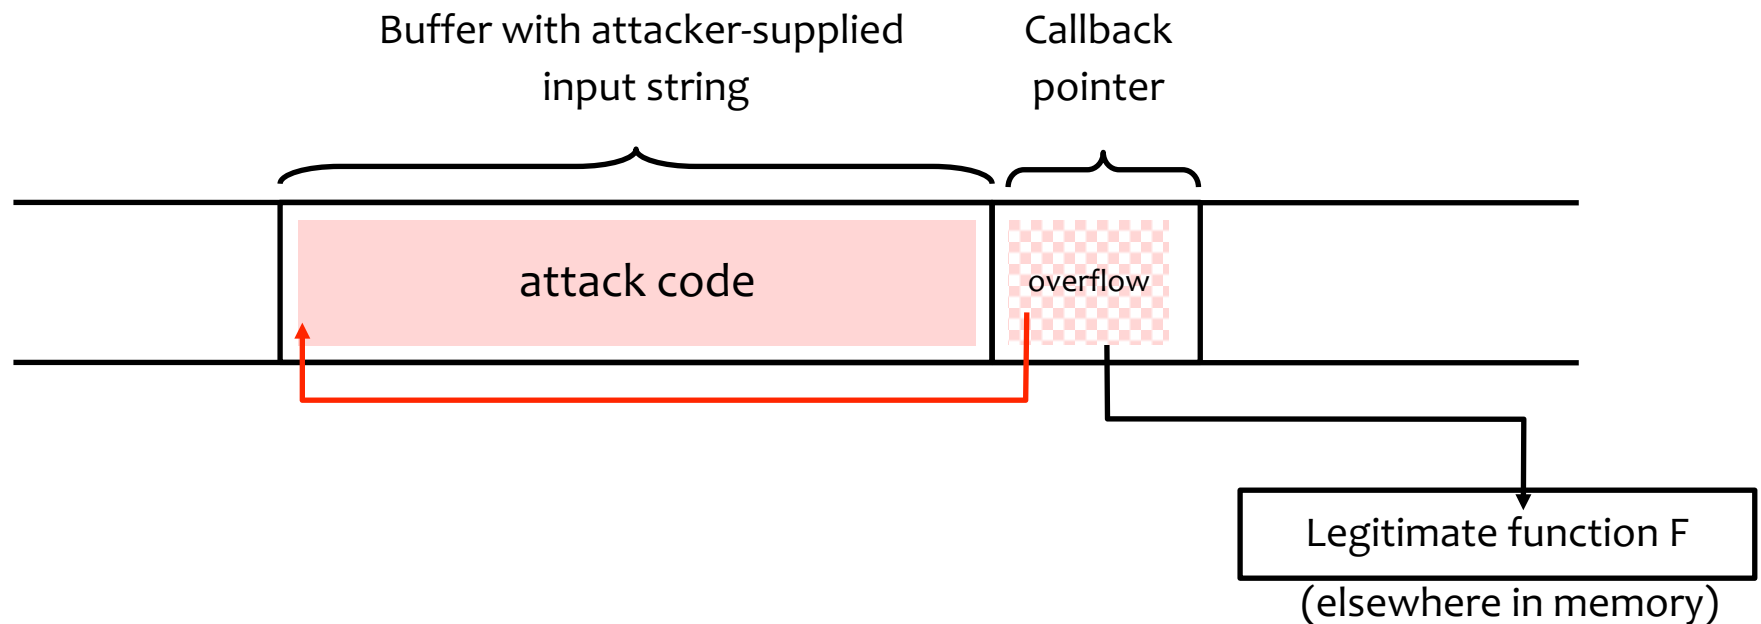 Buffer with attacker-supplied
input string
Callback
pointer
attack code
overflow
Legitimate function F
(elsewhere in memory)